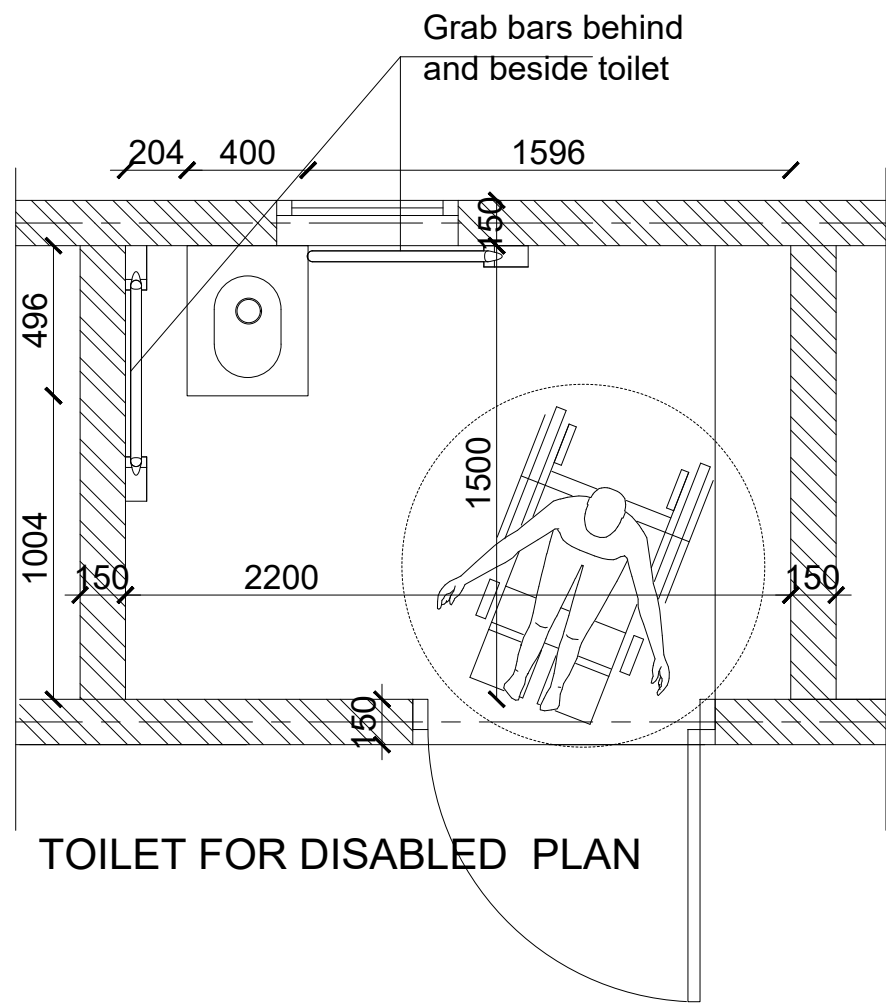 Grab bars behind
and beside toilet
204 400 1596
150
496
1500
1004
150 2200 150
150
TOILET FOR DISABLED PLAN